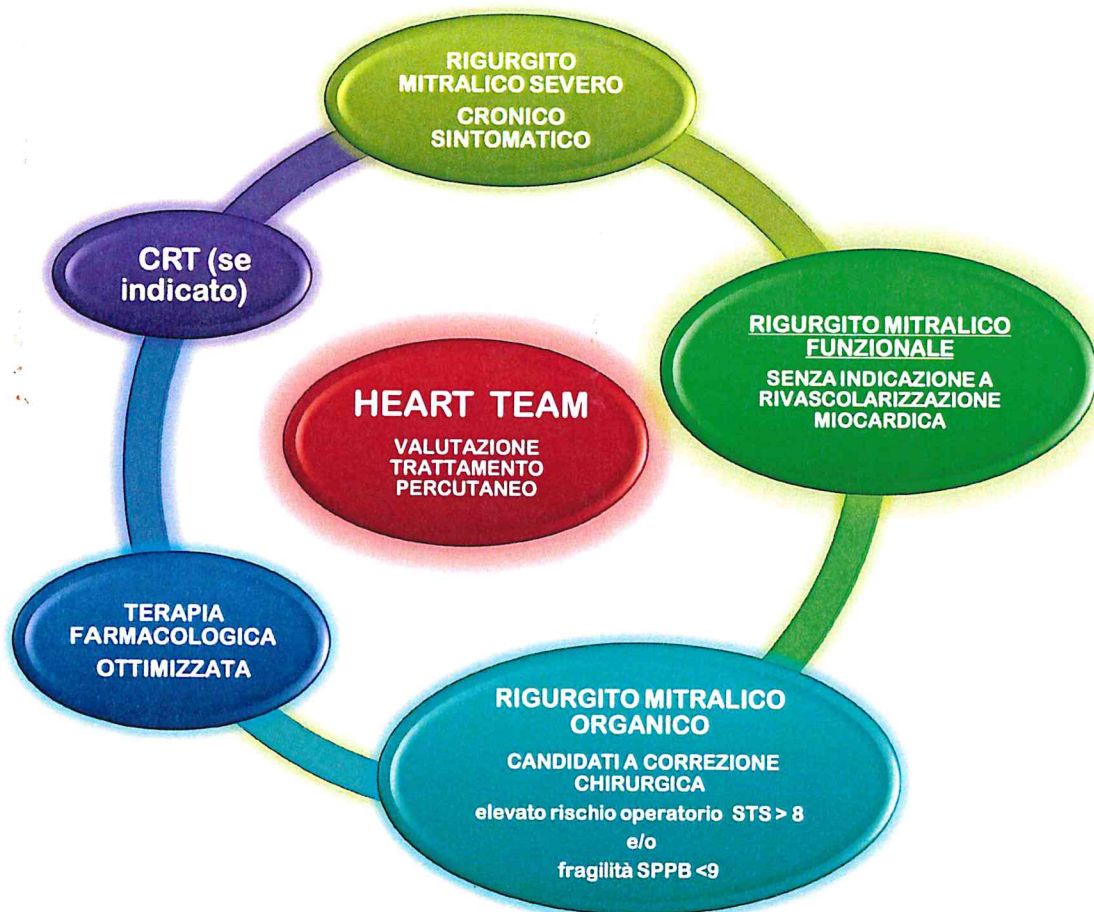 RIGURGITO
MITRALICO SEVERO
CRONICO
SINTOMATICO
RIGURGITO MITRALICO
FUNZIONALE
SENZA INDICAZIONE A
RIVASCOLARIZZAZIONE
MIOCARDICA
RIGURGITO MITRALICO
ORGANICO
CANDIDATI A CORREZIONE
CHIRURGICA
elevato rischio operatorio STS > 8
e/o
fragilità SPPB <9
TERAPIA
FARMACOLOGICA
OTTIMIZZATA
CRT (se
indicato)
HEART TEAM
VALUTAZIONE
TRATTAMENTO
PERCUTANEO